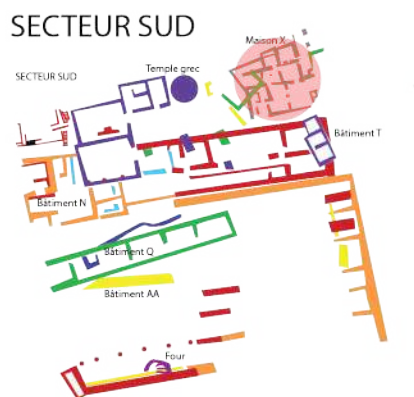 SECTEUR SUD
Maison X
Temple grec
SECTEUR SUD
Bâtiment T
Bâtiment N
Bâtiment Q
Bâtiment AA
Four